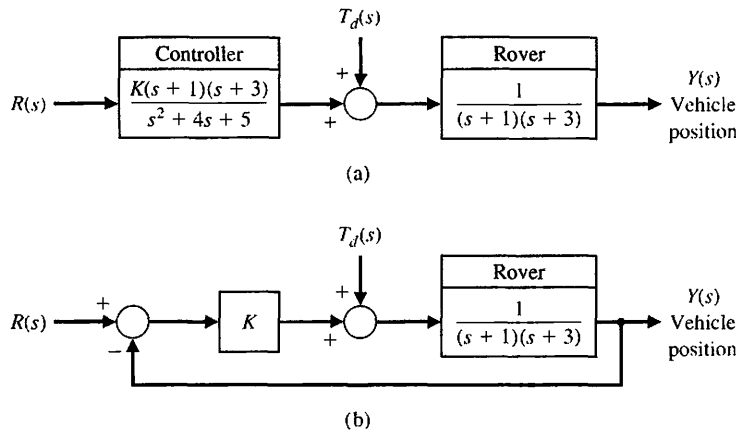 T_d(s)
Controller
Rover
R(s)
K(s + 1)(s + 3)
s² + 4s + 5
+
+
1
(s + 1)(s + 3)
Y(s)
Vehicle
position
(a)
T_d(s)
Rover
R(s)
+
−
K
+
+
1
(s + 1)(s + 3)
Y(s)
Vehicle
position
(b)